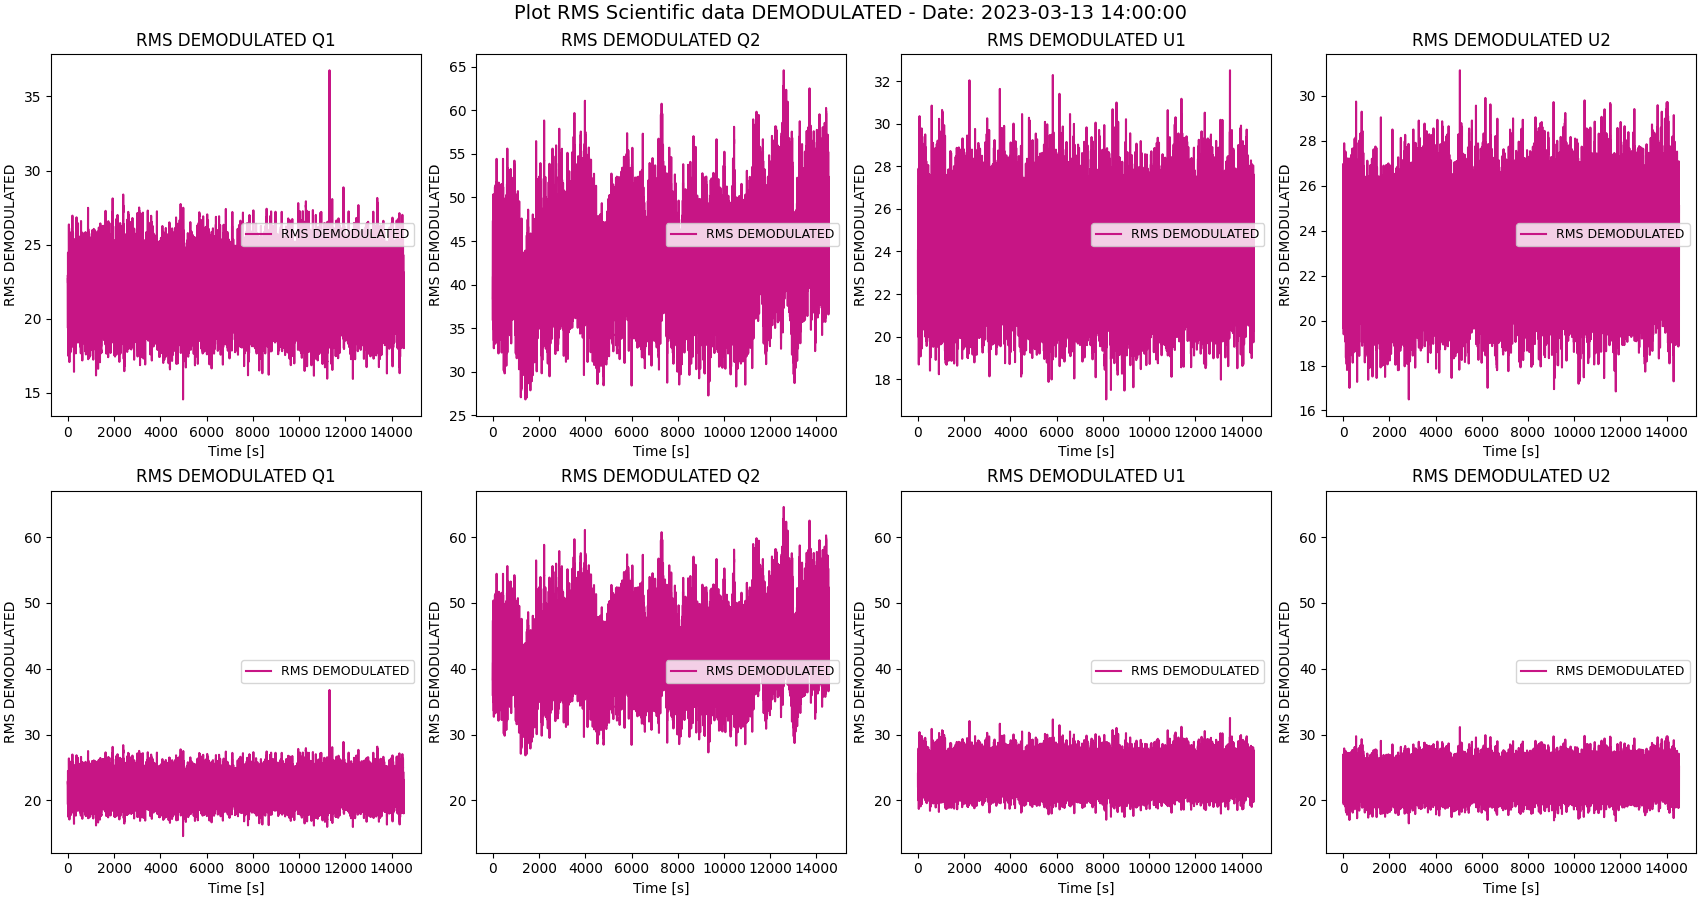 Plot RMS Scientific data DEMODULATED - Date: 2023-03-13 14:00:00
RMS DEMODULATED Q1
RMS DEMODULATED
35
30
25
20
15
RMS DEMODULATED
0 2000 4000 6000 8000 10000 12000 14000
Time [s]
RMS DEMODULATED Q2
RMS DEMODULATED
65
60
55
50
45
40
35
30
25
RMS DEMODULATED
0 2000 4000 6000 8000 10000 12000 14000
Time [s]
RMS DEMODULATED U1
RMS DEMODULATED
32
30
28
26
24
22
20
18
RMS DEMODULATED
0 2000 4000 6000 8000 10000 12000 14000
Time [s]
RMS DEMODULATED U2
RMS DEMODULATED
30
28
26
24
22
20
18
16
RMS DEMODULATED
0 2000 4000 6000 8000 10000 12000 14000
Time [s]
RMS DEMODULATED Q1
RMS DEMODULATED
60
50
40
30
20
RMS DEMODULATED
0 2000 4000 6000 8000 10000 12000 14000
Time [s]
RMS DEMODULATED Q2
RMS DEMODULATED
60
50
40
30
20
RMS DEMODULATED
0 2000 4000 6000 8000 10000 12000 14000
Time [s]
RMS DEMODULATED U1
RMS DEMODULATED
60
50
40
30
20
RMS DEMODULATED
0 2000 4000 6000 8000 10000 12000 14000
Time [s]
RMS DEMODULATED U2
RMS DEMODULATED
60
50
40
30
20
RMS DEMODULATED
0 2000 4000 6000 8000 10000 12000 14000
Time [s]